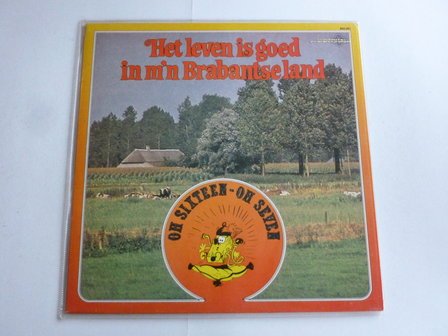 Het leven is goed
in m'n Brabantse land
OH SIXTEEN-OH SEVEN